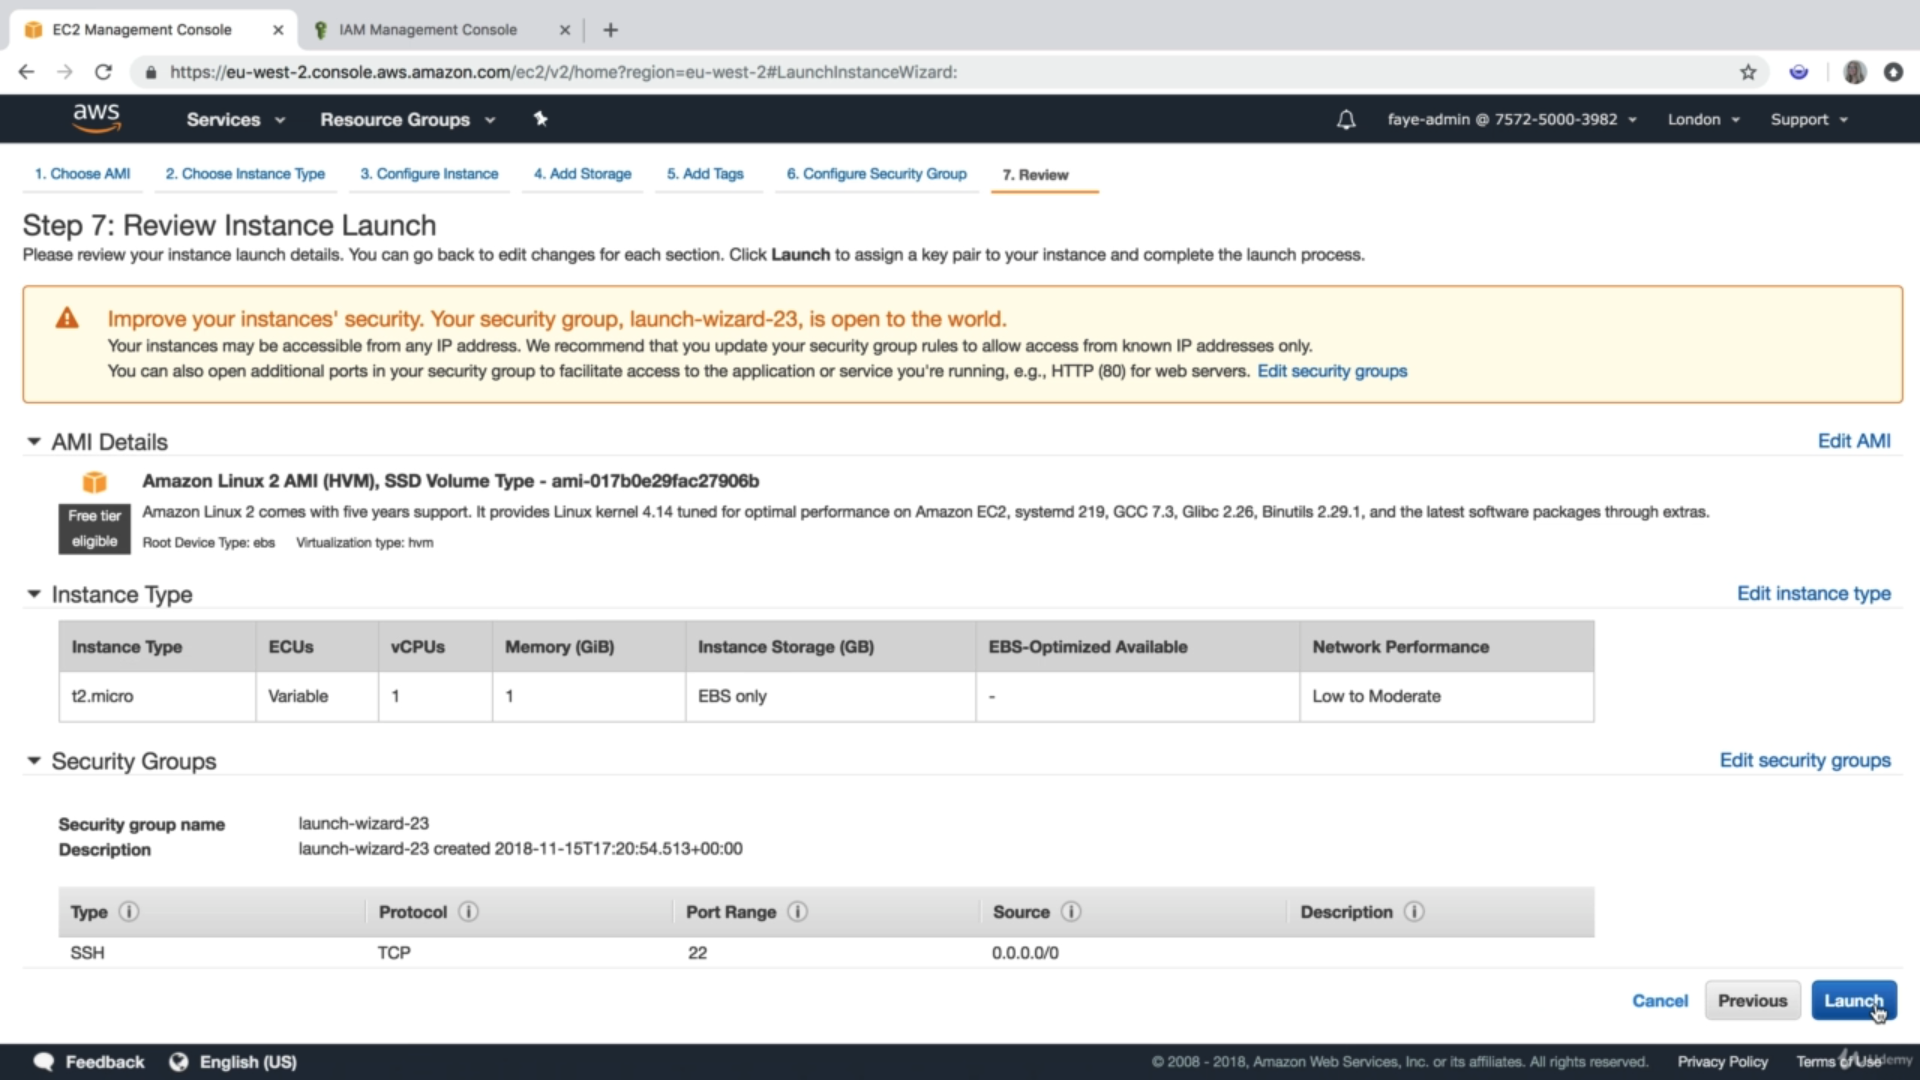 EC2 Management Console
IAM Management Console
https://eu-west-2.console.aws.amazon.com/ec2/v2/home?region=eu-west-2#LaunchInstanceWizard:
aws Services Resource Groups faye-admin @ 7572-5000-3982 London Support
1. Choose AMI 2. Choose Instance Type 3. Configure Instance 4. Add Storage 5. Add Tags 6. Configure Security Group 7. Review
Step 7: Review Instance Launch
Please review your instance launch details. You can go back to edit changes for each section. Click Launch to assign a key pair to your instance and complete the launch process.
Improve your instances' security. Your security group, launch-wizard-23, is open to the world.
Your instances may be accessible from any IP address. We recommend that you update your security group rules to allow access from known IP addresses only.
You can also open additional ports in your security group to facilitate access to the application or service you're running, e.g., HTTP (80) for web servers. Edit security groups
AMI Details Edit AMI
Amazon Linux 2 AMI (HVM), SSD Volume Type - ami-017b0e29fac27906b
Free tier eligible
Amazon Linux 2 comes with five years support. It provides Linux kernel 4.14 tuned for optimal performance on Amazon EC2, systemd 219, GCC 7.3, Glibc 2.26, Binutils 2.29.1, and the latest software packages through extras.
Root Device Type: ebs Virtualization type: hvm
Instance Type Edit instance type
Instance Type ECUs vCPUs Memory (GiB) Instance Storage (GB) EBS-Optimized Available Network Performance
t2.micro Variable 1 1 EBS only - Low to Moderate
Security Groups Edit security groups
Security group name launch-wizard-23
Description launch-wizard-23 created 2018-11-15T17:20:54.513+00:00
Type Protocol Port Range Source Description
SSH TCP 22 0.0.0.0/0
Cancel Previous Launch
Feedback English (US) © 2008 - 2018, Amazon Web Services, Inc. or its affiliates. All rights reserved. Privacy Policy Terms of Use
Udemy